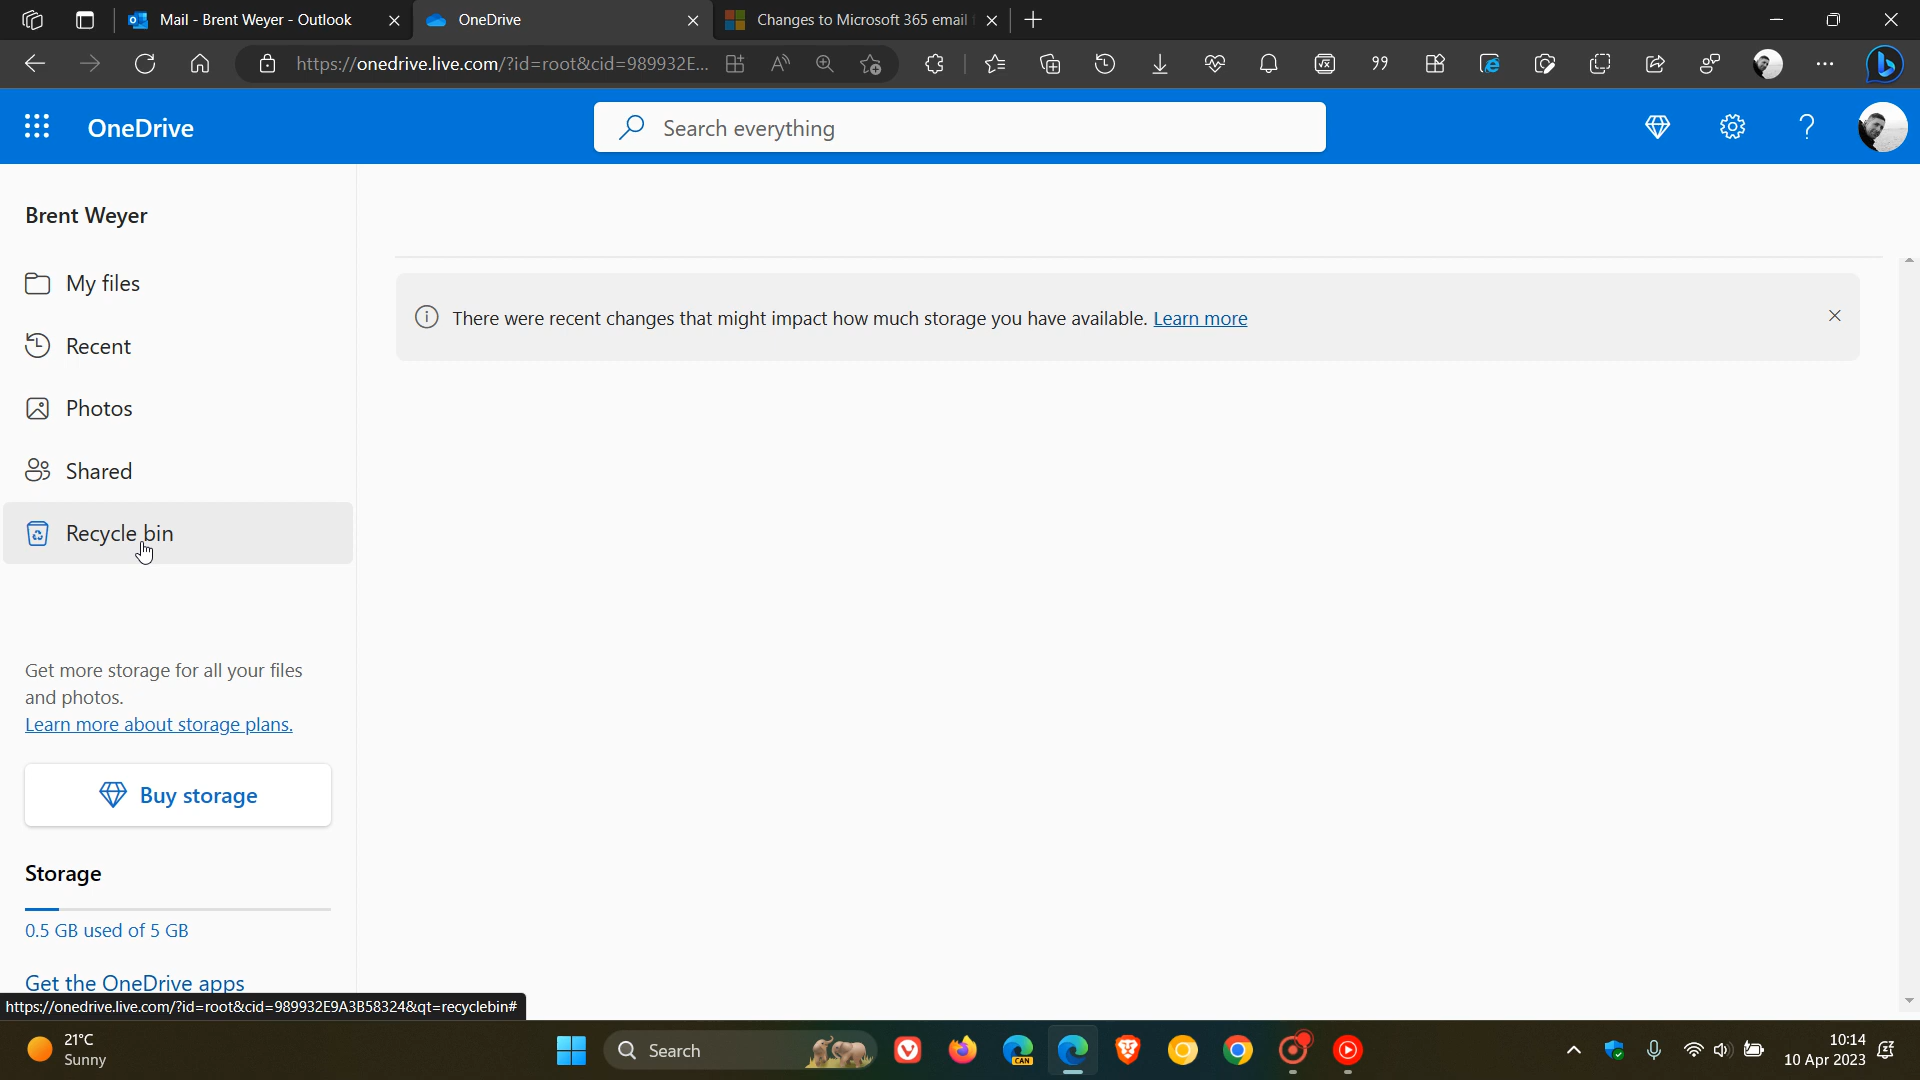 Mail - Brent Weyer - Outlook
OneDrive
Changes to Microsoft 365 email
https://onedrive.live.com/?id=root&cid=989932E...
OneDrive
Search everything
Brent Weyer
My files
Recent
Photos
Shared
Recycle bin
There were recent changes that might impact how much storage you have available. Learn more
Get more storage for all your files
and photos.
Learn more about storage plans.
Buy storage
Storage
0.5 GB used of 5 GB
Get the OneDrive apps
https://onedrive.live.com/?id=root&cid=989932E9A3B58324&qt=recyclebin#
21°C
Sunny
Search
CAN
10:14
10 Apr 2023